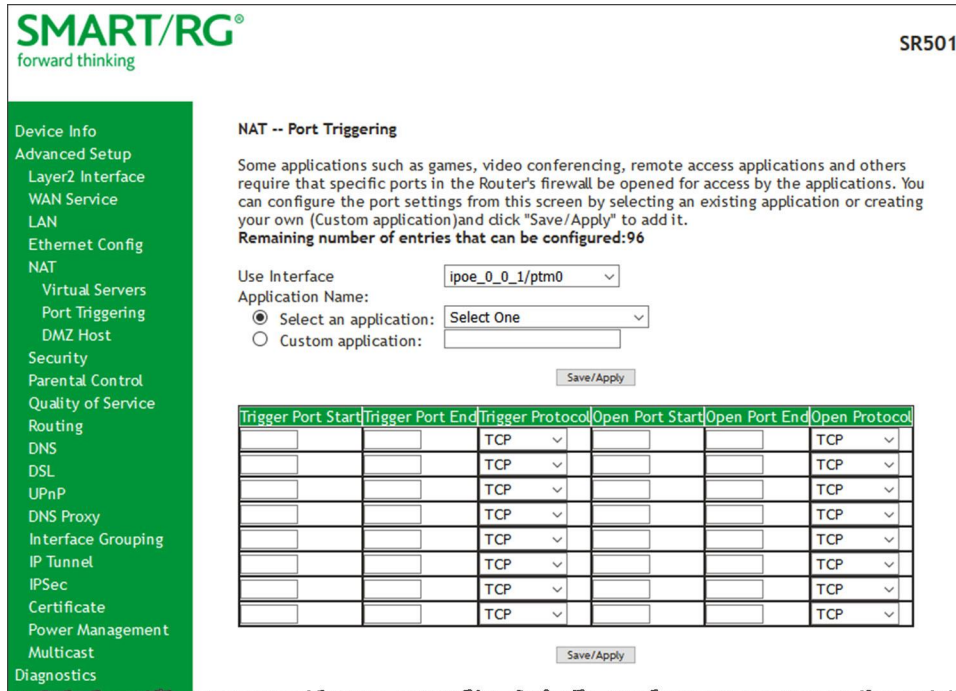 SMART/RG®
forward thinking
SR501
Device Info
Advanced Setup
Layer2 Interface
WAN Service
LAN
Ethernet Config
NAT
Virtual Servers
Port Triggering
DMZ Host
Security
Parental Control
Quality of Service
Routing
DNS
DSL
UPnP
DNS Proxy
Interface Grouping
IP Tunnel
IPSec
Certificate
Power Management
Multicast
Diagnostics
NAT -- Port Triggering
Some applications such as games, video conferencing, remote access applications and others
require that specific ports in the Router's firewall be opened for access by the applications. You
can configure the port settings from this screen by selecting an existing application or creating
your own (Custom application)and click "Save/Apply" to add it.
Remaining number of entries that can be configured:96
Use Interface ipoe_0_0_1/ptm0
Application Name:
Select an application: Select One
Custom application:
Save/Apply
Trigger Port Start Trigger Port End Trigger Protocol Open Port Start Open Port End Open Protocol
TCP TCP
TCP TCP
TCP TCP
TCP TCP
TCP TCP
TCP TCP
TCP TCP
TCP TCP
Save/Apply